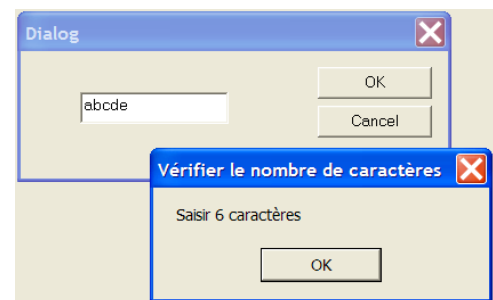 Dialog
OK
abcde
Cancel
Vérifier le nombre de caractères
Saisir 6 caractères
OK